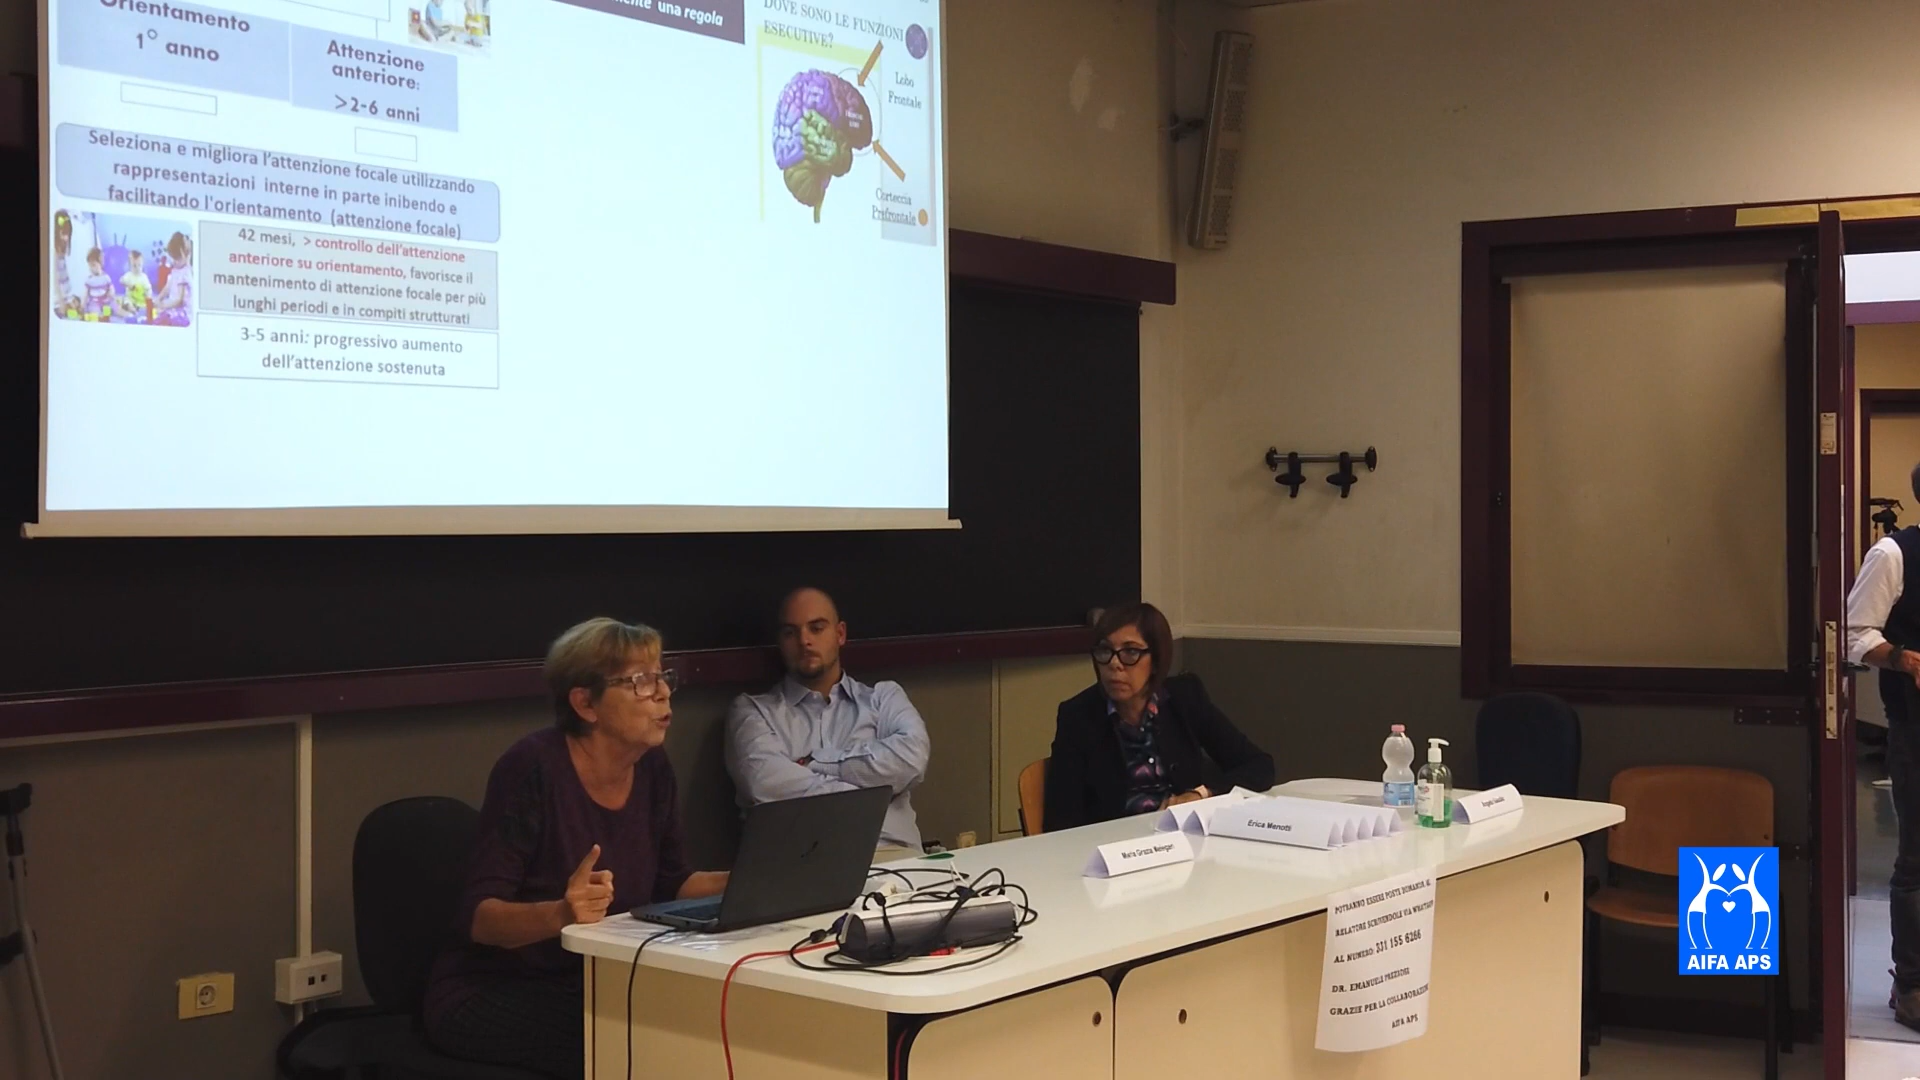 Orientamento
1° anno
Attenzione
anteriore:
>2-6 anni
una regola
DOVE SONO LE FUNZIONI
ESECUTIVE?
Lobo
Frontale
Corteccia
Prefrontale
Seleziona e migliora l'attenzione focale utilizzando
rappresentazioni interne in parte inibendo e
facilitando l'orientamento (attenzione focale)
42 mesi, > controllo dell'attenzione
anteriore su orientamento, favorisce il
mantenimento di attenzione focale per più
lunghi periodi e in compiti strutturati
3-5 anni: progressivo aumento
dell'attenzione sostenuta
Erica Menotti
Maria Grazia Melegari
POTRANNO ESSERE POSTE DOMANDE AL
RELATORE SCRIVENDOLE VIA WHATSAPP
AL NUMERO: 331 155 6266
DR. EMANUELE PREZIOSI
GRAZIE PER LA COLLABORAZIONE
AIFA APS
AIFA APS